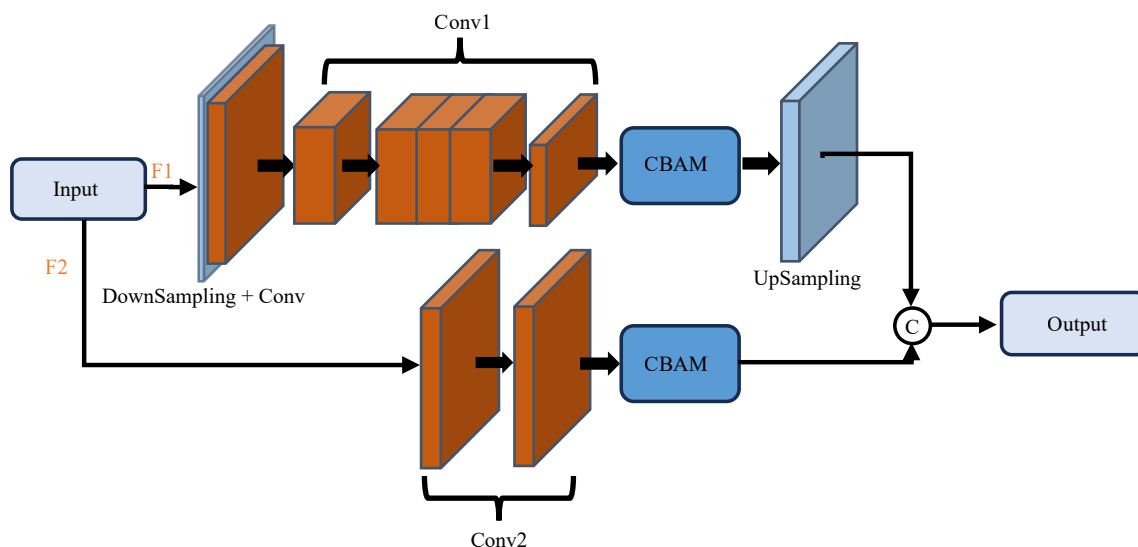 Conv1
Input
F1
CBAM
F2
DownSampling + Conv
UpSampling
C
Output
CBAM
Conv2